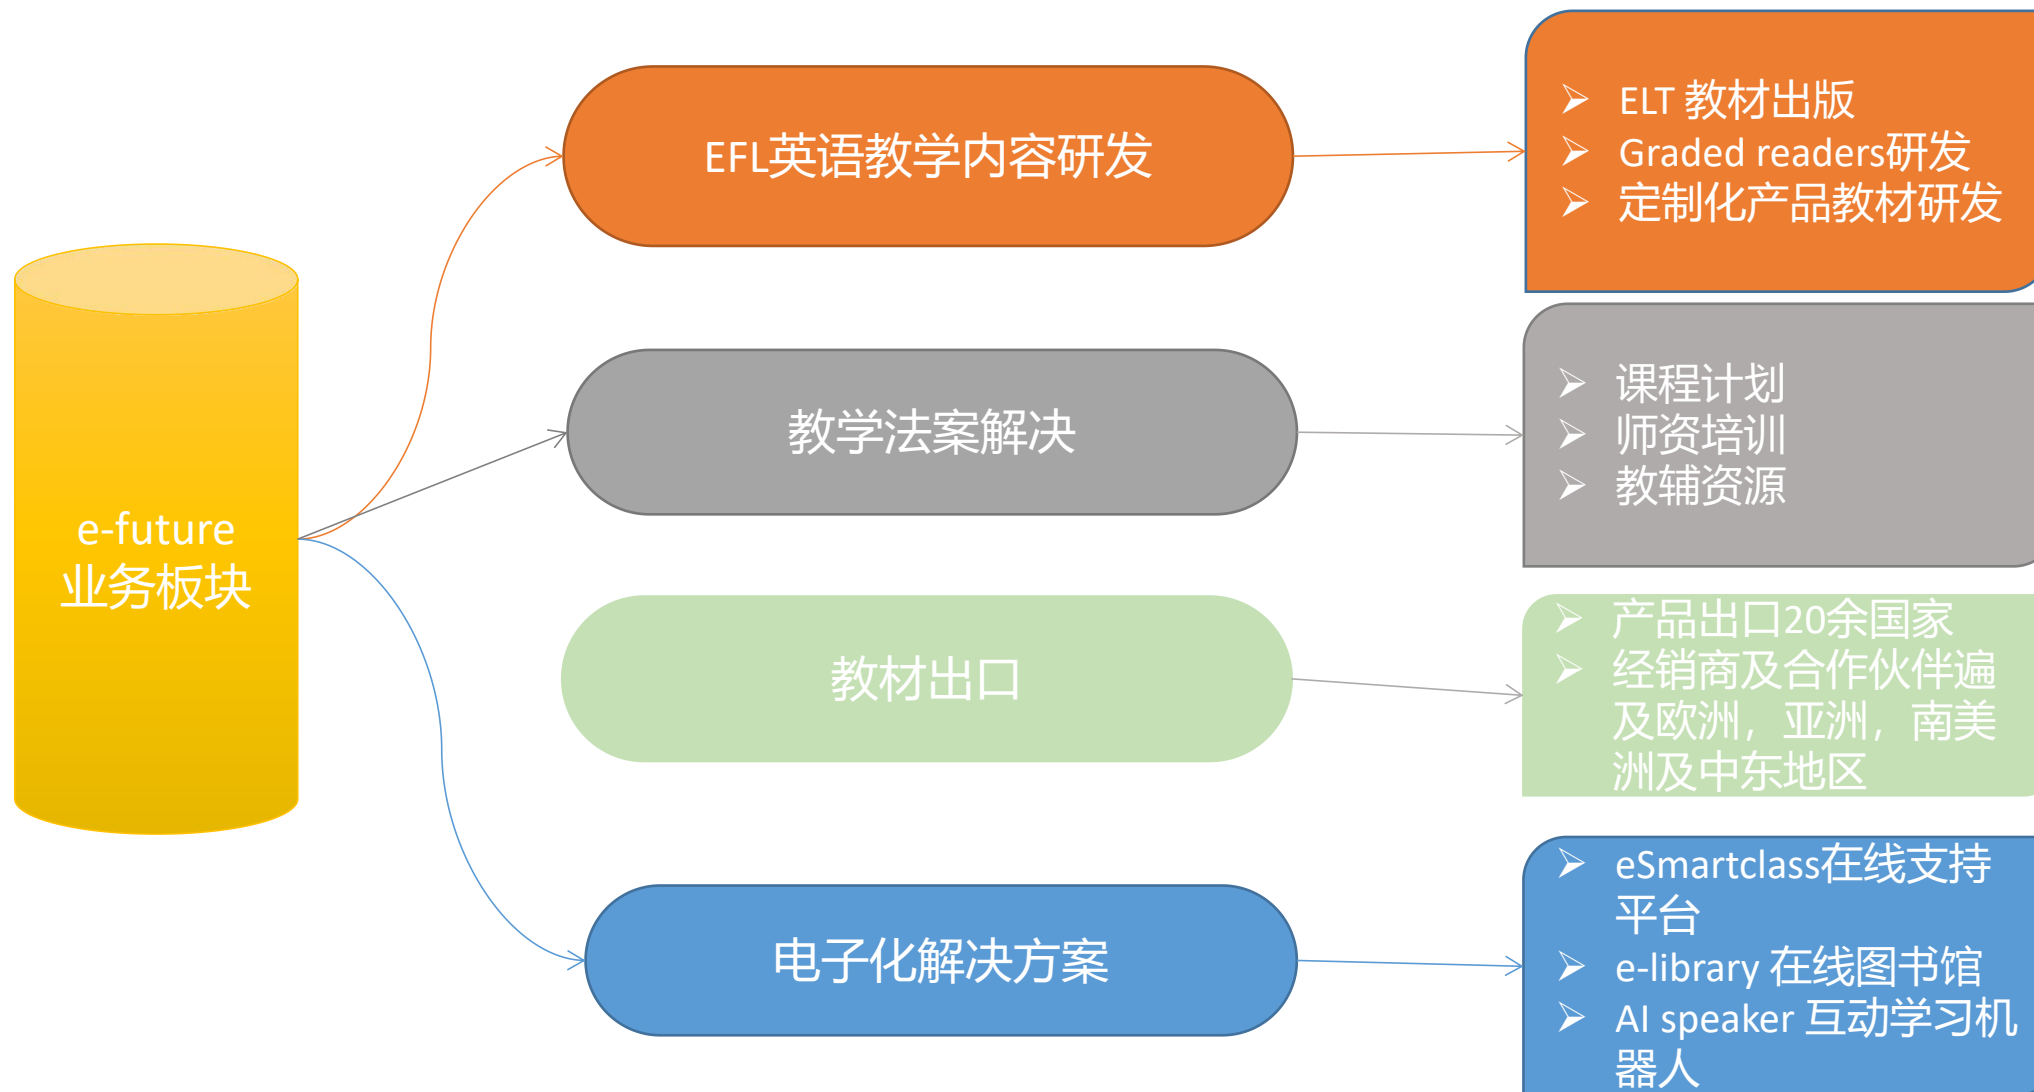 e-future
业务板块
EFL英语教学内容研发
ELT 教材出版
Graded readers研发
定制化产品教材研发
教学法案解决
课程计划
师资培训
教辅资源
教材出口
产品出口20余国家
经销商及合作伙伴遍
及欧洲，亚洲，南美
洲及中东地区
电子化解决方案
eSmartclass在线支持
平台
e-library 在线图书馆
AI speaker 互动学习机
器人